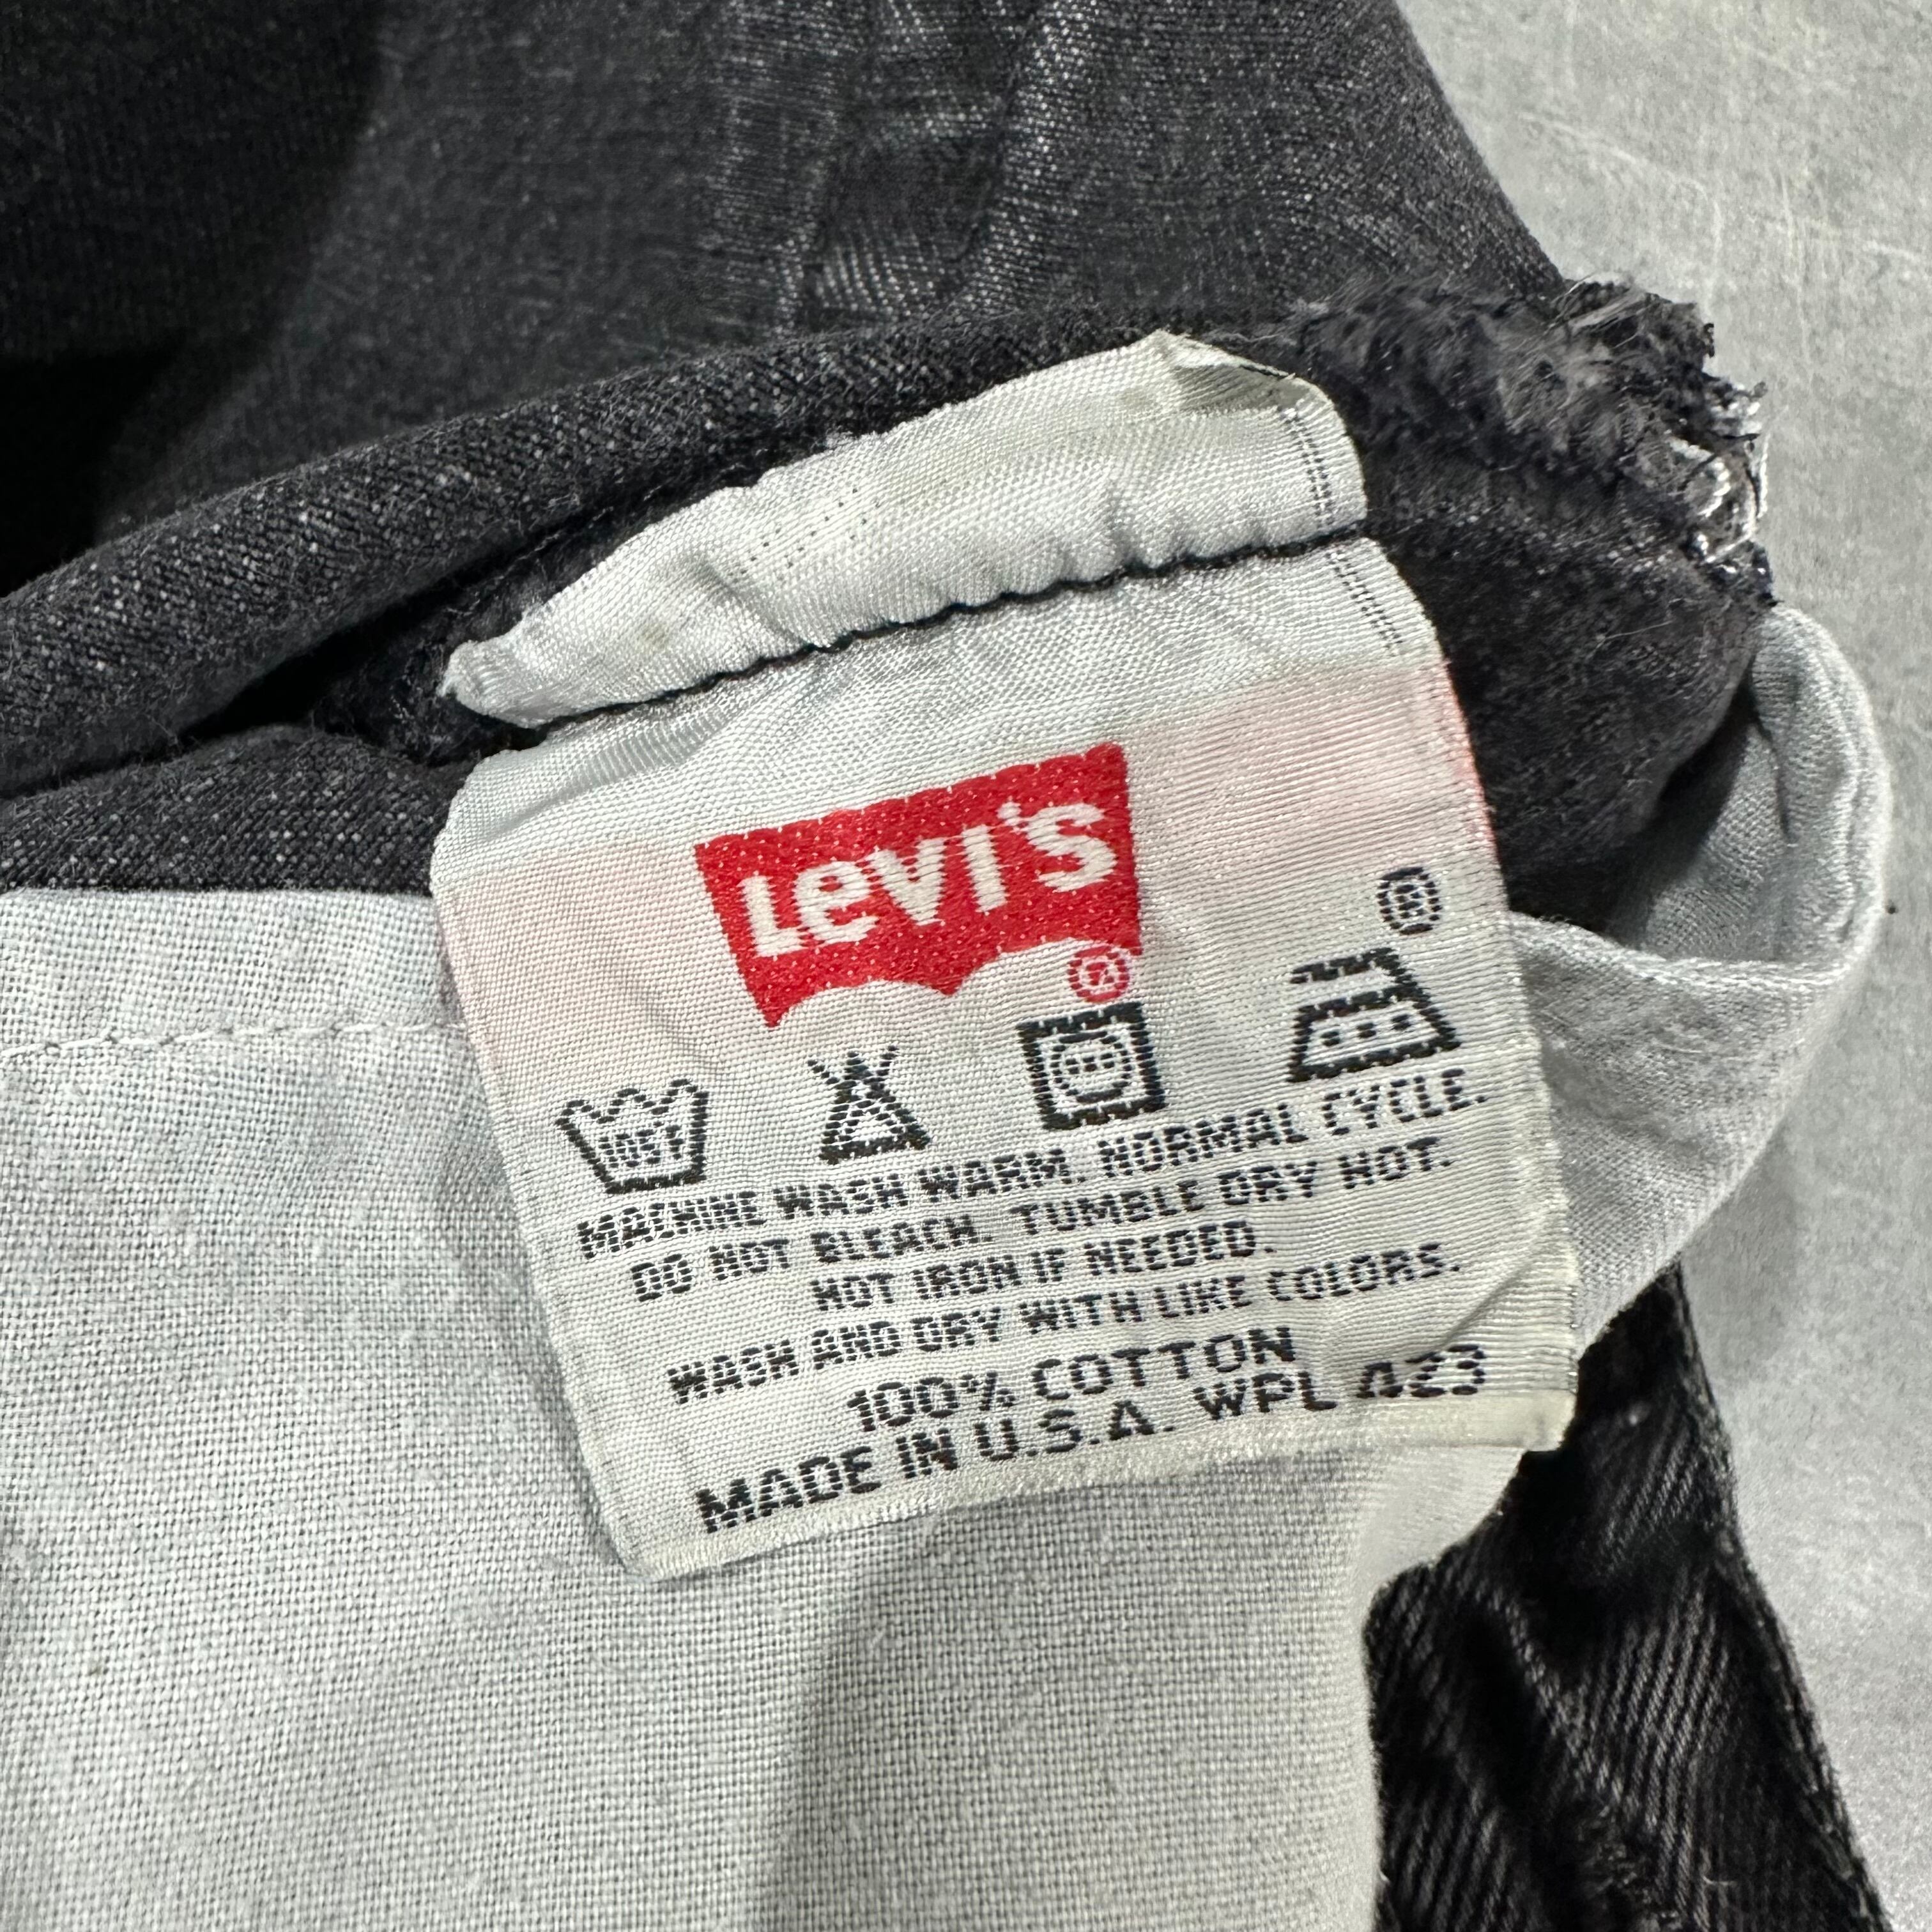 Levi's
®
®
105F
MACHINE WASH WARM. NORMAL CYCLE.
DO NOT BLEACH. TUMBLE DRY HOT.
HOT IRON IF NEEDED.
WASH AND DRY WITH LIKE COLORS.
100% COTTON
MADE IN U.S.A. WPL 423